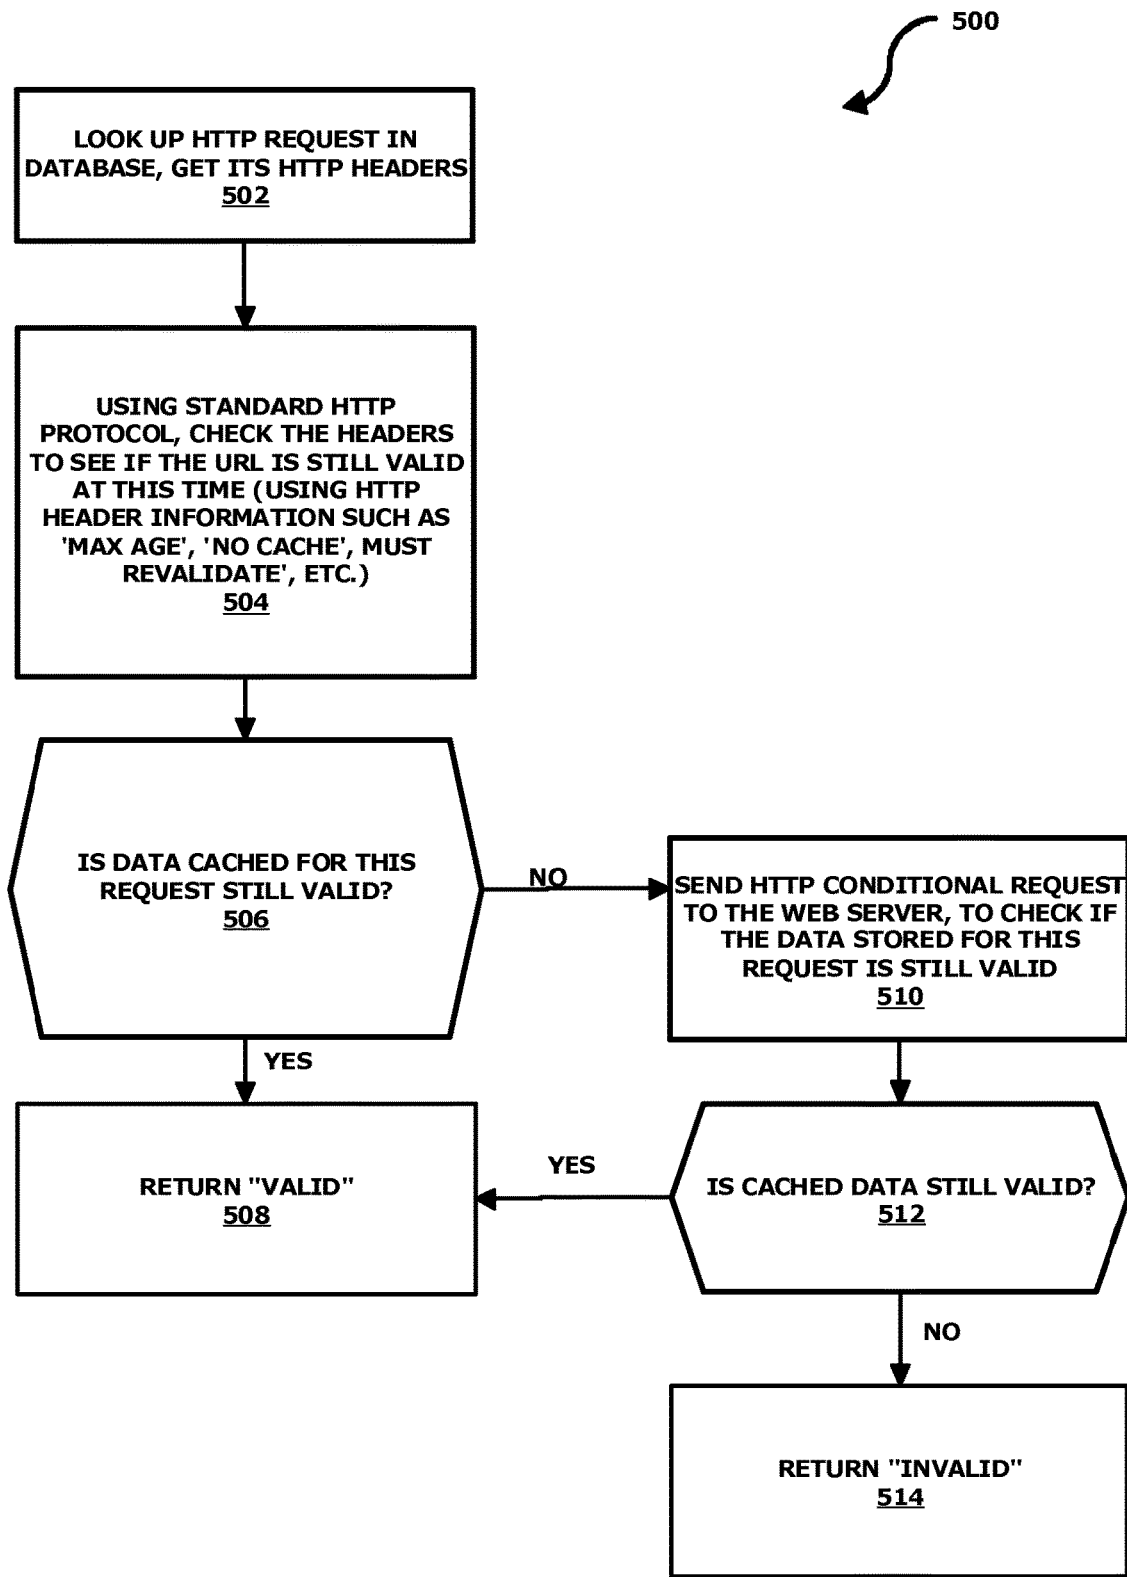 500
LOOK UP HTTP REQUEST IN
DATABASE, GET ITS HTTP HEADERS
502
USING STANDARD HTTP
PROTOCOL, CHECK THE HEADERS
TO SEE IF THE URL IS STILL VALID
AT THIS TIME (USING HTTP
HEADER INFORMATION SUCH AS
'MAX AGE', 'NO CACHE', MUST
REVALIDATE', ETC.)
504
IS DATA CACHED FOR THIS
REQUEST STILL VALID?
506
NO
SEND HTTP CONDITIONAL REQUEST
TO THE WEB SERVER, TO CHECK IF
THE DATA STORED FOR THIS
REQUEST IS STILL VALID
510
YES
RETURN "VALID"
508
YES
IS CACHED DATA STILL VALID?
512
NO
RETURN "INVALID"
514